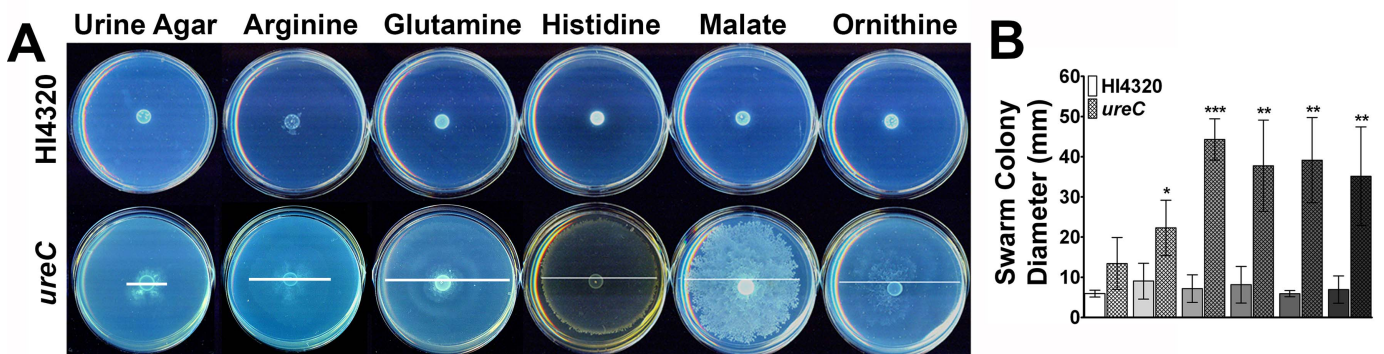 A
Urine Agar Arginine Glutamine Histidine Malate Ornithine
HI4320
ureC
B
Swarm Colony
Diameter (mm)
60
50
40
30
20
10
0
HI4320
ureC
*
***
**
**
**